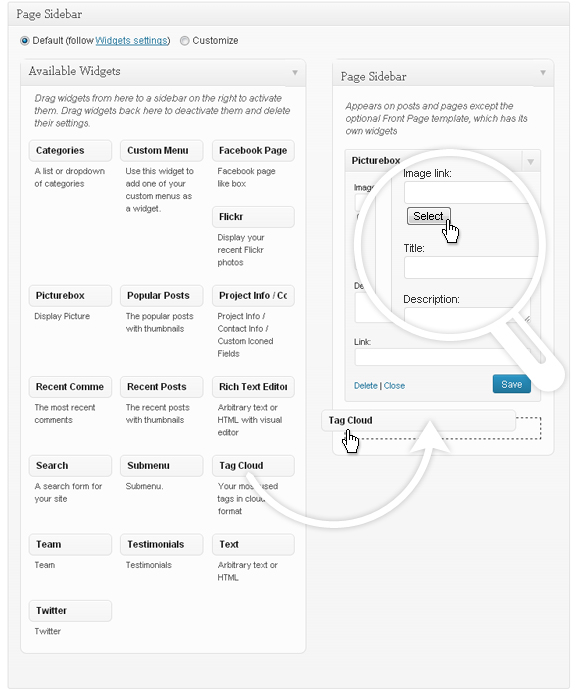 Page Sidebar
Default (follow Widgets settings)
Customize
Available Widgets
Drag widgets from here to a sidebar on the right to activate
them. Drag widgets back here to deactivate them and delete
their settings.
Categories
A list or dropdown
of categories
Custom Menu
Use this widget to
add one of your
custom menus as
a widget.
Facebook Page
Facebook page
like box
Flickr
Display your
recent Flickr
photos
Picturebox
Display Picture
Popular Posts
The popular posts
with thumbnails
Project Info / Co
Project Info /
Contact Info /
Custom Iconed
Fields
Recent Comme
The most recent
comments
Recent Posts
The recent posts
with thumbnails
Rich Text Editor
Arbitrary text or
HTML with visual
editor
Search
A search form for
your site
Submenu
Submenu.
Tag Cloud
Your most used
tags in cloud
format
Team
Team
Testimonials
Testimonials
Text
Arbitrary text or
HTML
Twitter
Twitter
Page Sidebar
Appears on posts and pages except the
optional Front Page template, which has its
own widgets
Picturebox
Image link:
Select
Title:
Description:
Link:
Delete | Close
Save
Tag Cloud